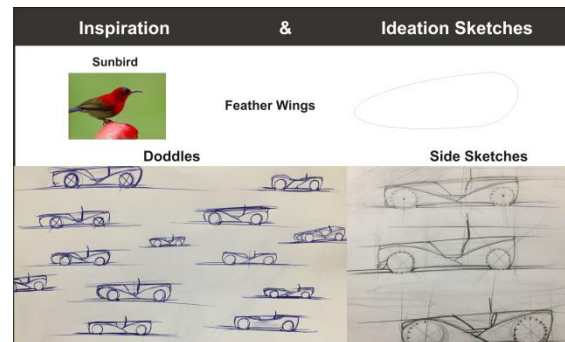 Inspiration & Ideation Sketches
Sunbird
Feather Wings
Doddles Side Sketches